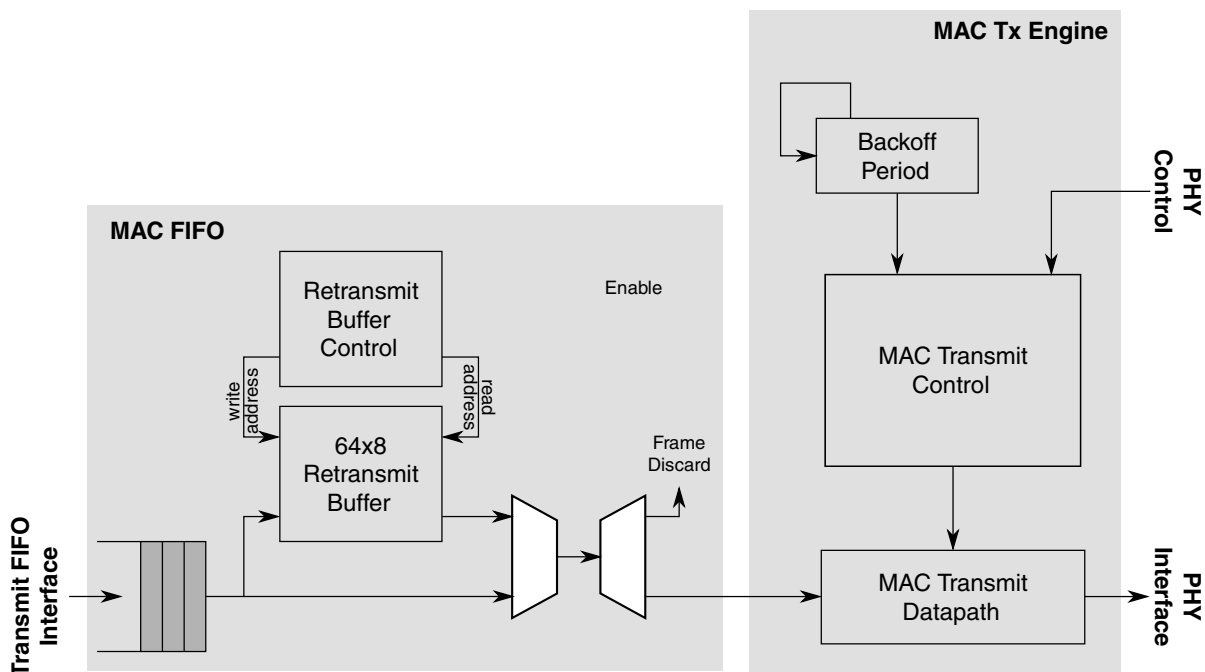 MAC Tx Engine
Backoff
Period
PHY
Control
MAC FIFO
Retransmit
Buffer
Control
Enable
MAC Transmit
Control
write
address
read
address
64x8
Retransmit
Buffer
Frame
Discard
Transmit FIFO
Interface
MAC Transmit
Datapath
PHY
Interface